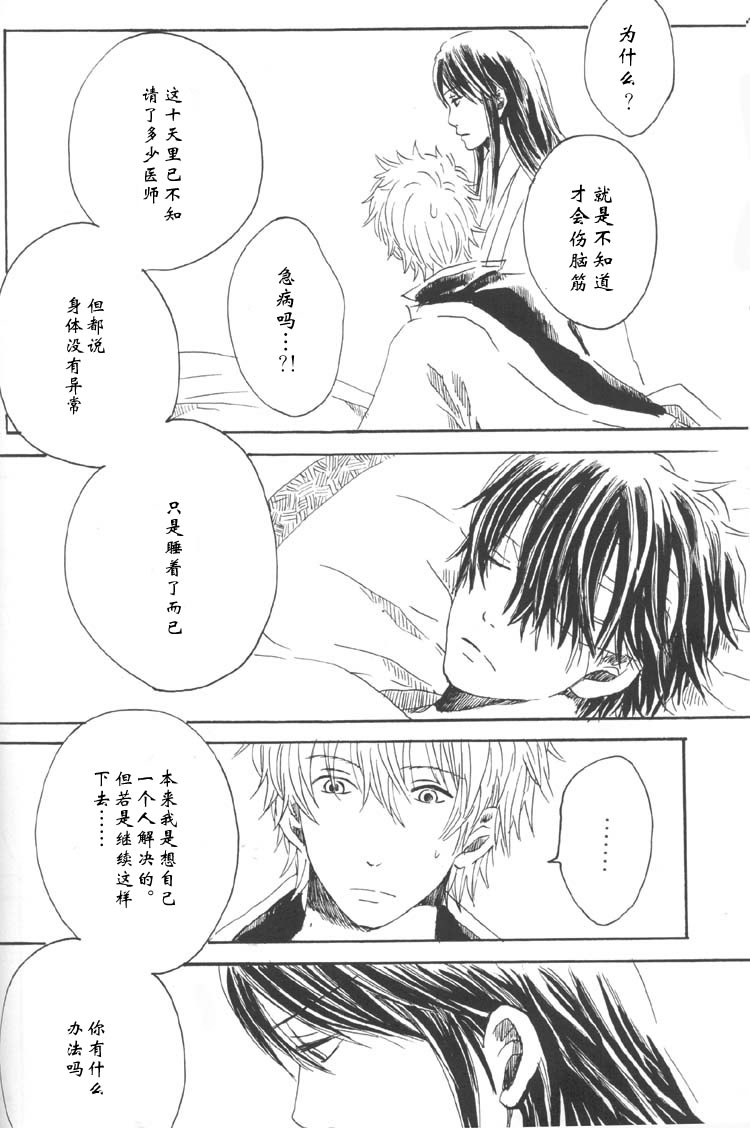 为什么?
就是不知道
才会伤脑筋
急病吗…?!
这十天里已不知
请了多少医师
但都说
身体没有异常
只是睡着了而已
………
本来我是想自己
一个人解决的。
但若是继续这样
下去……
你有什么
办法吗